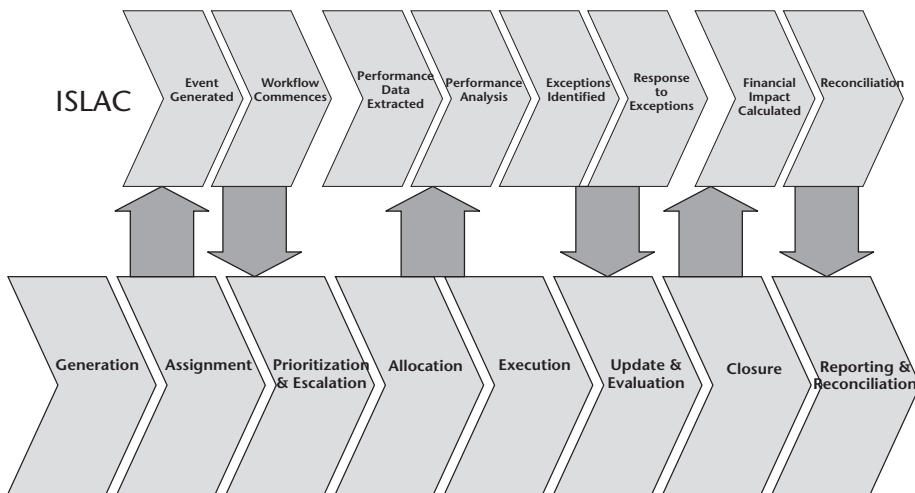 ISLAC
Event
Generated
Workflow
Commences
Performance
Data
Extracted
Performance
Analysis
Exceptions
Identified
Response
to
Exceptions
Financial
Impact
Calculated
Reconciliation
Generation
Assignment
Prioritization
& Escalation
Allocation
Execution
Update &
Evaluation
Closure
Reporting &
Reconciliation